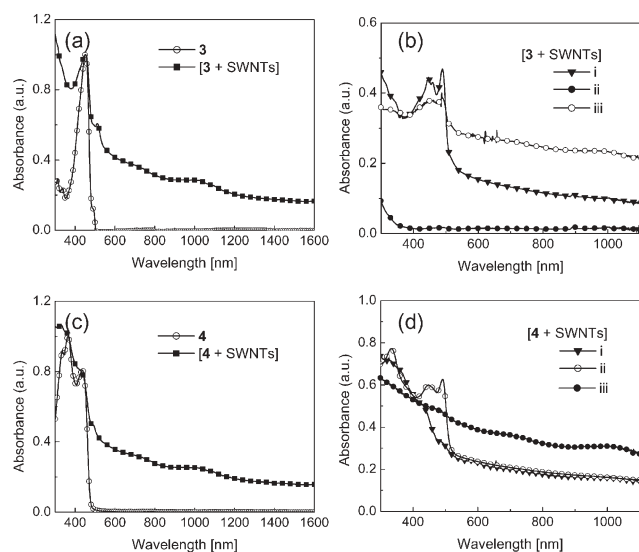 (a)
3
[3 + SWNTs]
Absorbance (a.u.)
1.2
1.0
0.8
0.4
0.0
400 600 800 1000 1200 1400 1600
Wavelength [nm]
(b)
[3 + SWNTs]
i
ii
iii
Absorbance (a.u.)
0.6
0.4
0.2
0.0
400 600 800 1000
Wavelength [nm]
(c)
4
[4 + SWNTs]
Absorbance (a.u.)
1.2
0.8
0.4
0.0
400 600 800 1000 1200 1400 1600
Wavelength [nm]
(d)
[4 + SWNTs]
i
ii
iii
Absorbance (a.u.)
1.0
0.8
0.6
0.4
0.2
0.0
400 600 800 1000
Wavelength [nm]